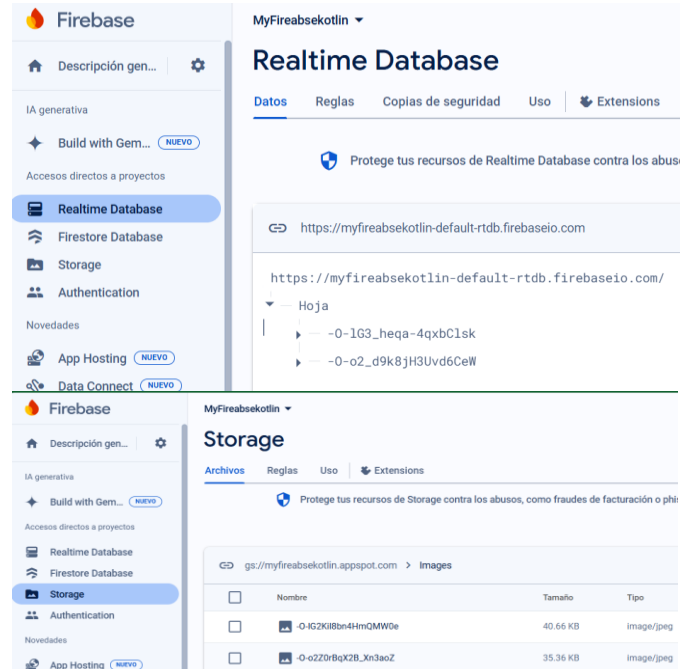 Firebase
MyFireabsekotlin
Descripción gen...
Realtime Database
IA generativa
Datos Reglas Copias de seguridad Uso Extensions
Build with Gem... NUEVO
Accesos directos a proyectos
Protege tus recursos de Realtime Database contra los abus
Realtime Database
Firestore Database
https://myfireabsekotlin-default-rtdb.firebaseio.com
Storage
https://myfireabsekotlin-default-rtdb.firebaseio.com/
Authentication
Hoja
Novedades
-O-lG3_heqa-4qxbClsk
App Hosting NUEVO
-O-o2_d9k8jH3Uvd6CeW
Data Connect NUEVO
Firebase
MyFireabsekotlin
Descripción gen...
Storage
IA generativa
Archivos Reglas Uso Extensions
Build with Gem... NUEVO
Protege tus recursos de Storage contra los abusos, como fraudes de facturación o phi
Accesos directos a proyectos
Realtime Database
Firestore Database
gs://myfireabsekotlin.appspot.com > Images
Storage
Nombre Tamaño Tipo
Authentication
-O-lG2Kil8bn4HmQMW0e 40.66 KB image/jpeg
Novedades
App Hosting NUEVO
-O-o2Z0rBqX2B_Xn3aoZ 35.36 KB image/jpeg